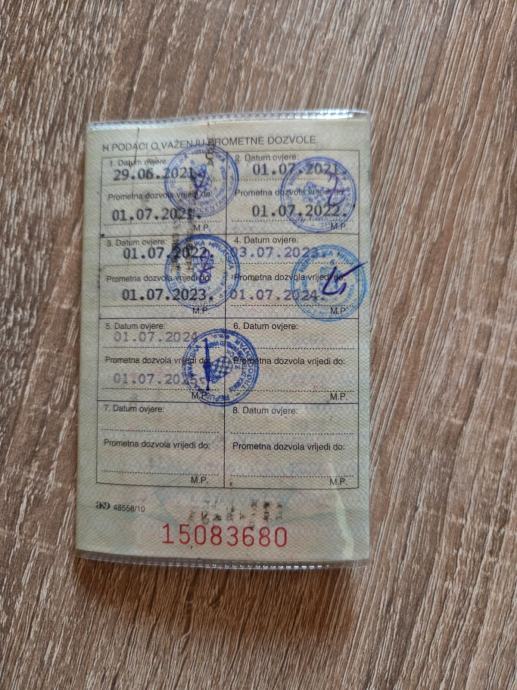 H PODACI O VAŽENJU PROMETNE DOZVOLE
1. Datum ovjere:
29.06.2021.
Prometna dozvola vrijedi do:
01.07.2021.
M.P.
2. Datum ovjere:
01.07.2021.
Prometna dozvola vrijedi do:
01.07.2022.
M.P.
3. Datum ovjere:
01.07.2022.
Prometna dozvola vrijedi do:
01.07.2023.
M.P.
4. Datum ovjere:
03.07.2023.
Prometna dozvola vrijedi do:
01.07.2024.
M.P.
5. Datum ovjere:
01.07.2024
Prometna dozvola vrijedi do:
01.07.2025.
M.P.
6. Datum ovjere:
Prometna dozvola vrijedi do:
M.P.
7. Datum ovjere:
Prometna dozvola vrijedi do:
M.P.
8. Datum ovjere:
Prometna dozvola vrijedi do:
M.P.
48558/10
15083680